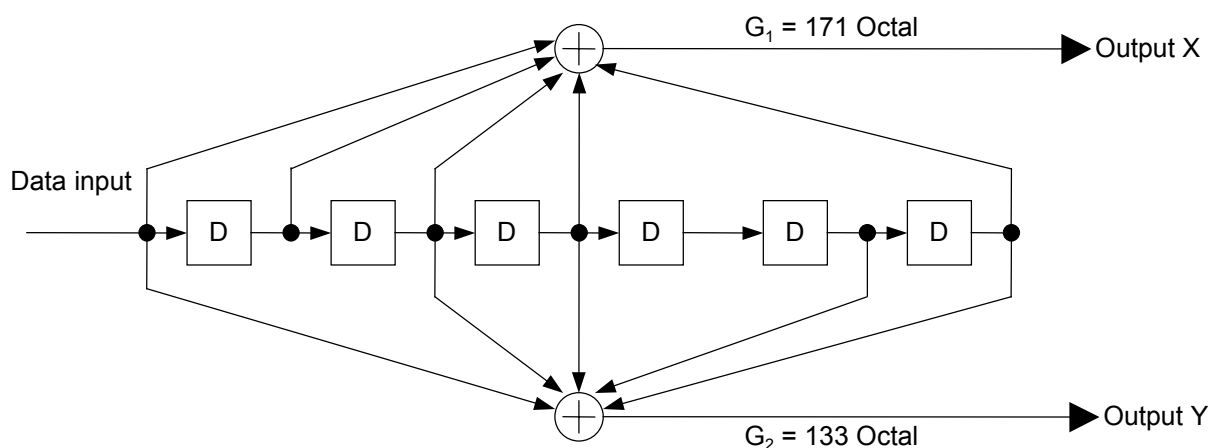 G₁ = 171 Octal
Output X
Data input
D D D D D D
Output Y
G₂ = 133 Octal